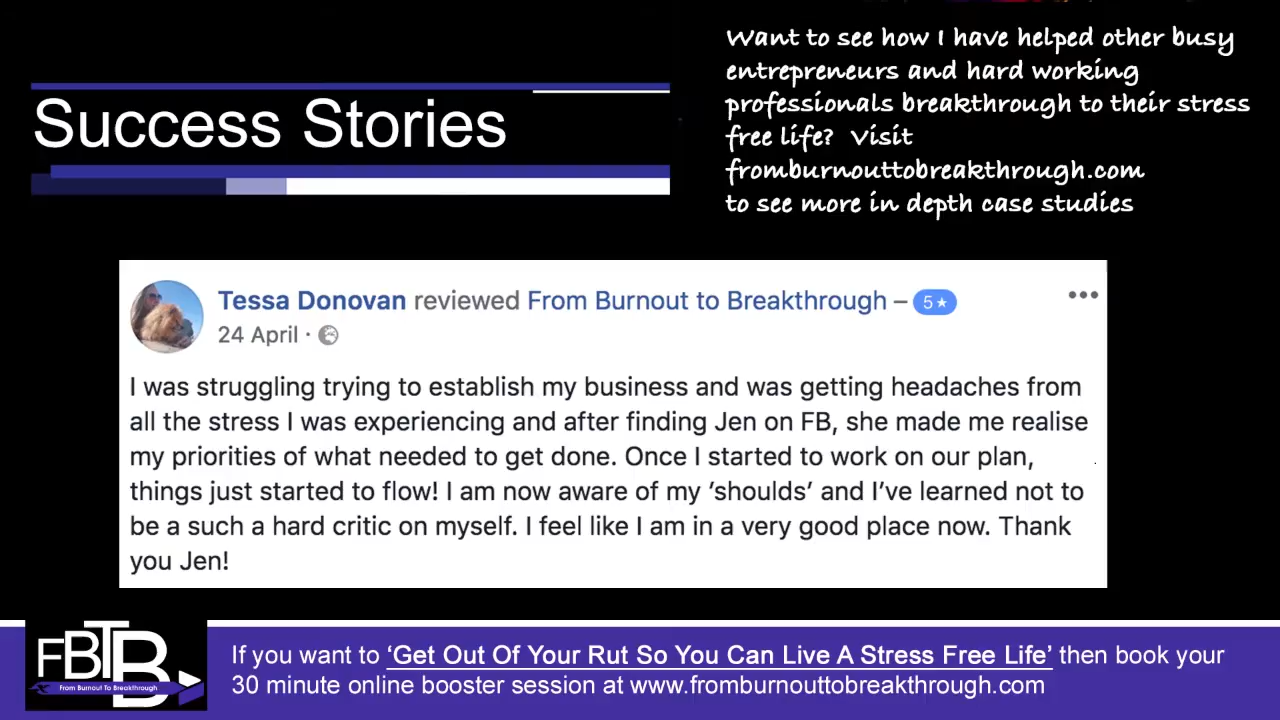 Success Stories
Want to see how I have helped other busy
entrepreneurs and hard working
professionals breakthrough to their stress
free life? Visit
fromburnouttobreakthrough.com
to see more in depth case studies
Tessa Donovan reviewed From Burnout to Breakthrough – 5★
24 April ·
I was struggling trying to establish my business and was getting headaches from
all the stress I was experiencing and after finding Jen on FB, she made me realise
my priorities of what needed to get done. Once I started to work on our plan,
things just started to flow! I am now aware of my ‘shoulds’ and I’ve learned not to
be a such a hard critic on myself. I feel like I am in a very good place now. Thank
you Jen!
FBTB
From Burnout To Breakthrough
If you want to ‘Get Out Of Your Rut So You Can Live A Stress Free Life’ then book your
30 minute online booster session at www.fromburnouttobreakthrough.com